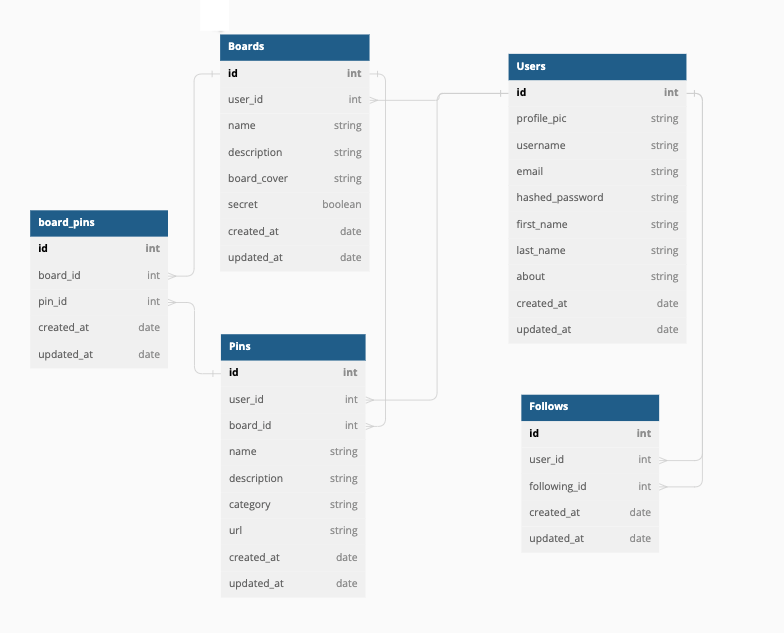 Boards
id int
user_id int
name string
description string
board_cover string
secret boolean
created_at date
updated_at date
Users
id int
profile_pic string
username string
email string
hashed_password string
first_name string
last_name string
about string
created_at date
updated_at date
board_pins
id int
board_id int
pin_id int
created_at date
updated_at date
Pins
id int
user_id int
board_id int
name string
description string
category string
url string
created_at date
updated_at date
Follows
id int
user_id int
following_id int
created_at date
updated_at date